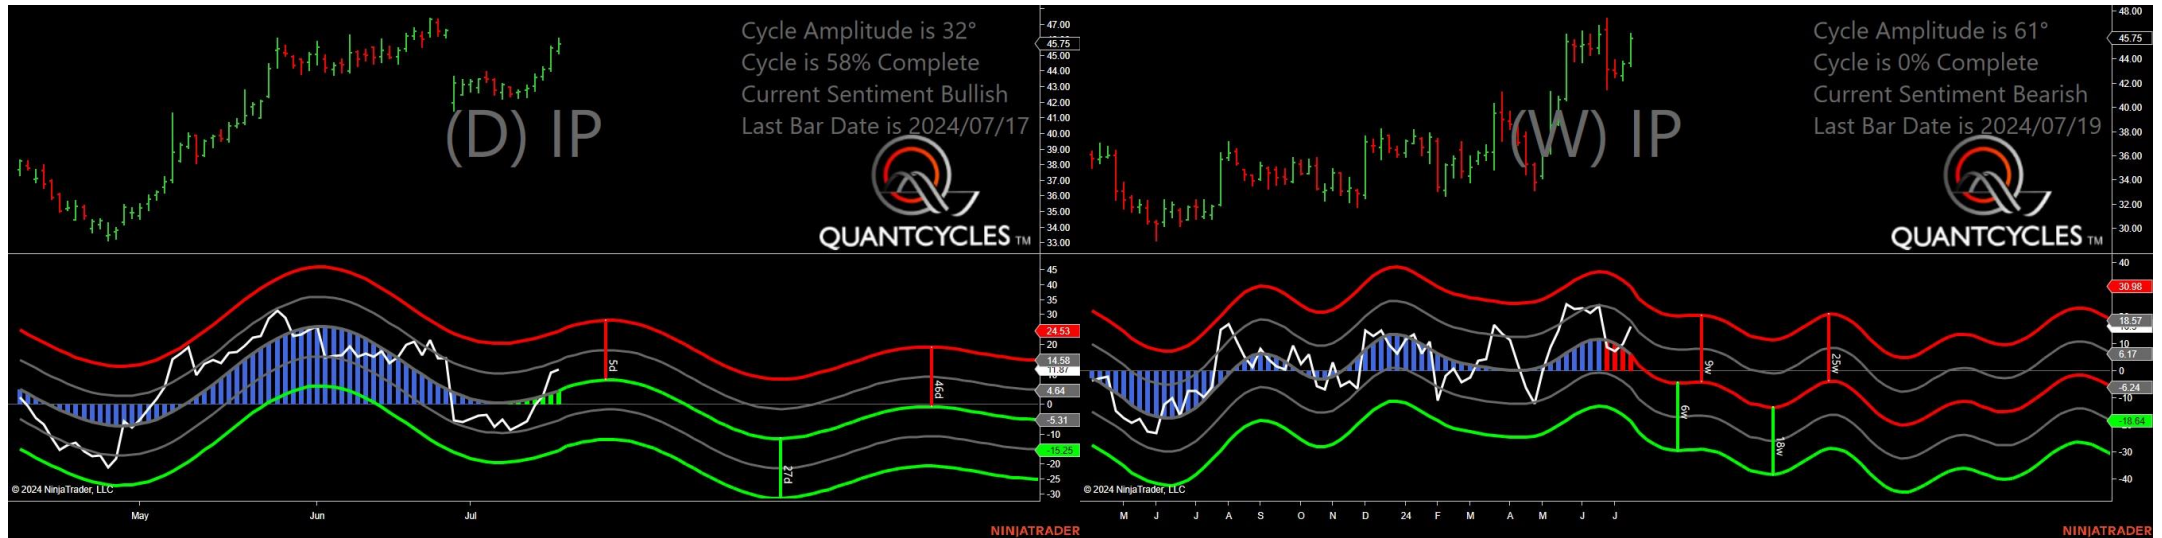 Cycle Amplitude is 32°
Cycle is 58% Complete
Current Sentiment Bullish
Last Bar Date is 2024/07/17
(D) IP
QUANTCYCLES TM
47.00
45.75
45.00
44.00
43.00
42.00
41.00
40.00
39.00
38.00
37.00
36.00
35.00
34.00
33.00
45
40
35
30
24.53
20
14.58
11.87
4.64
0
-5.31
-10
-15.25
-20
-25
-30
5d
27d
46d
© 2024 NinjaTrader, LLC
May Jun Jul
NINJATRADER
Cycle Amplitude is 61°
Cycle is 0% Complete
Current Sentiment Bearish
Last Bar Date is 2024/07/19
(W) IP
QUANTCYCLES TM
48.00
45.75
44.00
42.00
40.00
38.00
36.00
34.00
32.00
30.00
40
30.98
18.57
10
6.17
0
-6.24
-10
-18.64
-30
-40
9w
6w
18w
25w
© 2024 NinjaTrader, LLC
M J J A S O N D 24 F M A M J J
NINJATRADER